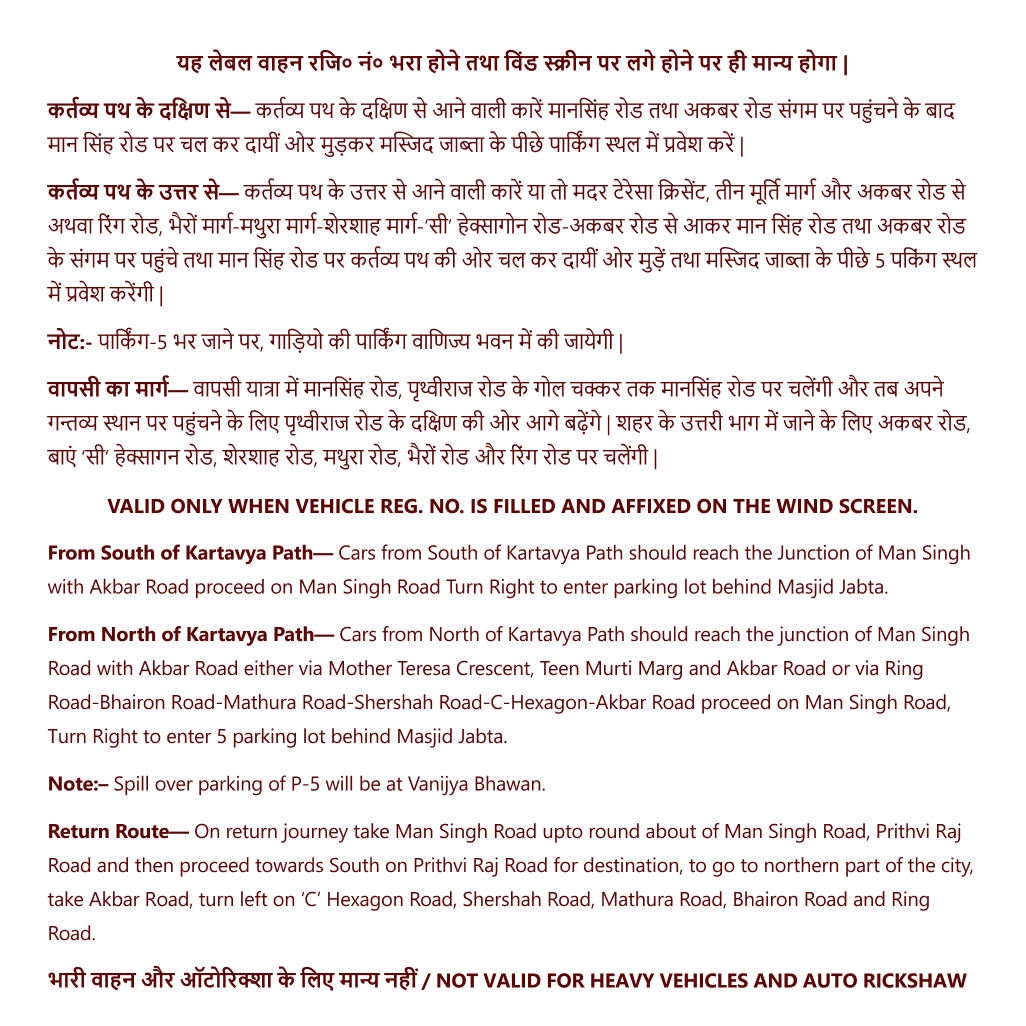 यह लेबल वाहन रजि० नं० भरा होने तथा विंड स्क्रीन पर लगे होने पर ही मान्य होगा |
कर्तव्य पथ के दक्षिण से— कर्तव्य पथ के दक्षिण से आने वाली कारें मानसिंह रोड तथा अकबर रोड संगम पर पहुंचने के बाद
मान सिंह रोड पर चल कर दायीं ओर मुड़कर मस्जिद जाब्ता के पीछे पार्किंग स्थल में प्रवेश करें |
कर्तव्य पथ के उत्तर से— कर्तव्य पथ के उत्तर से आने वाली कारें या तो मदर टेरेसा क्रिसेंट, तीन मूर्ति मार्ग और अकबर रोड से
अथवा रिंग रोड, भैरों मार्ग-मथुरा मार्ग-शेरशाह मार्ग-‘सी’ हेक्सागोन रोड-अकबर रोड से आकर मान सिंह रोड तथा अकबर रोड
के संगम पर पहुंचे तथा मान सिंह रोड पर कर्तव्य पथ की ओर चल कर दायीं ओर मुड़ें तथा मस्जिद जाब्ता के पीछे 5 पकिंग स्थल
में प्रवेश करेंगी |
नोट:- पार्किंग-5 भर जाने पर, गाड़ियो की पार्किंग वाणिज्य भवन में की जायेगी |
वापसी का मार्ग— वापसी यात्रा में मानसिंह रोड, पृथ्वीराज रोड के गोल चक्कर तक मानसिंह रोड पर चलेंगी और तब अपने
गन्तव्य स्थान पर पहुंचने के लिए पृथ्वीराज रोड के दक्षिण की ओर आगे बढ़ेंगे | शहर के उत्तरी भाग में जाने के लिए अकबर रोड,
बाएं ‘सी’ हेक्सागन रोड, शेरशाह रोड, मथुरा रोड, भैरों रोड और रिंग रोड पर चलेंगी |
VALID ONLY WHEN VEHICLE REG. NO. IS FILLED AND AFFIXED ON THE WIND SCREEN.
From South of Kartavya Path— Cars from South of Kartavya Path should reach the Junction of Man Singh
with Akbar Road proceed on Man Singh Road Turn Right to enter parking lot behind Masjid Jabta.
From North of Kartavya Path— Cars from North of Kartavya Path should reach the junction of Man Singh
Road with Akbar Road either via Mother Teresa Crescent, Teen Murti Marg and Akbar Road or via Ring
Road-Bhairon Road-Mathura Road-Shershah Road-C-Hexagon-Akbar Road proceed on Man Singh Road,
Turn Right to enter 5 parking lot behind Masjid Jabta.
Note:– Spill over parking of P-5 will be at Vanijya Bhawan.
Return Route— On return journey take Man Singh Road upto round about of Man Singh Road, Prithvi Raj
Road and then proceed towards South on Prithvi Raj Road for destination, to go to northern part of the city,
take Akbar Road, turn left on ‘C’ Hexagon Road, Shershah Road, Mathura Road, Bhairon Road and Ring
Road.
भारी वाहन और ऑटोरिक्शा के लिए मान्य नहीं / NOT VALID FOR HEAVY VEHICLES AND AUTO RICKSHAW